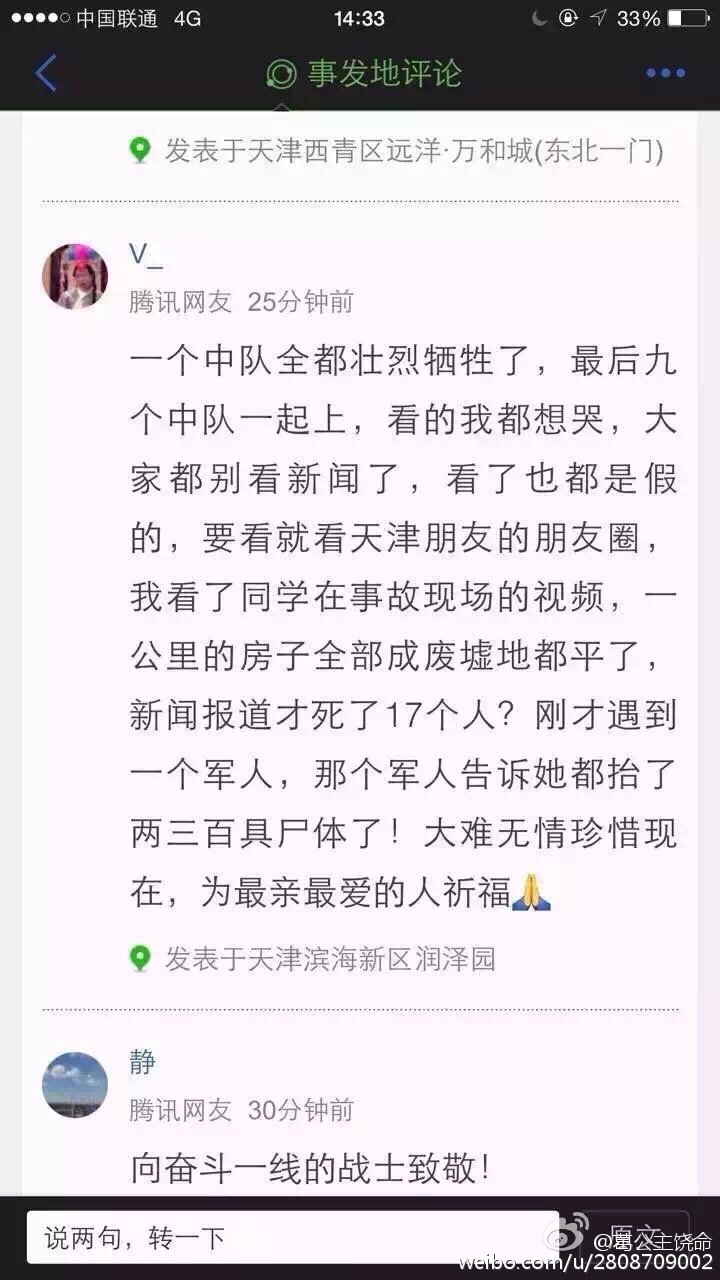 中国联通 4G 14:33 33%
事发地评论
发表于天津西青区远洋·万和城(东北一门)
V_
腾讯网友 25分钟前
一个中队全都壮烈牺牲了，最后九
个中队一起上，看的我都想哭，大
家都别看新闻了，看了也都是假
的，要看就看天津朋友的朋友圈，
我看了同学在事故现场的视频，一
公里的房子全部成废墟地都平了，
新闻报道才死了17个人？刚才遇到
一个军人，那个军人告诉她都抬了
两三百具尸体了！大难无情珍惜现
在，为最亲最爱的人祈福🙏
发表于天津滨海新区润泽园
静
腾讯网友 30分钟前
向奋斗一线的战士致敬！
说两句，转一下
原文
@葛公主饶命
weibo.com/u/2808709002